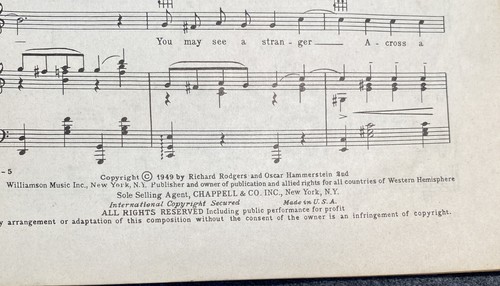 You may see a stran - ger Across a
- 5
Copyright © 1949 by Richard Rodgers and Oscar Hammerstein 2nd
Williamson Music Inc., New York, N.Y. Publisher and owner of publication and allied rights for all countries of Western Hemisphere
Sole Selling Agent, CHAPPELL & CO. INC., New York, N.Y.
International Copyright Secured Made in U.S.A.
ALL RIGHTS RESERVED Including public performance for profit
y arrangement or adaptation of this composition without the consent of the owner is an infringement of copyright.